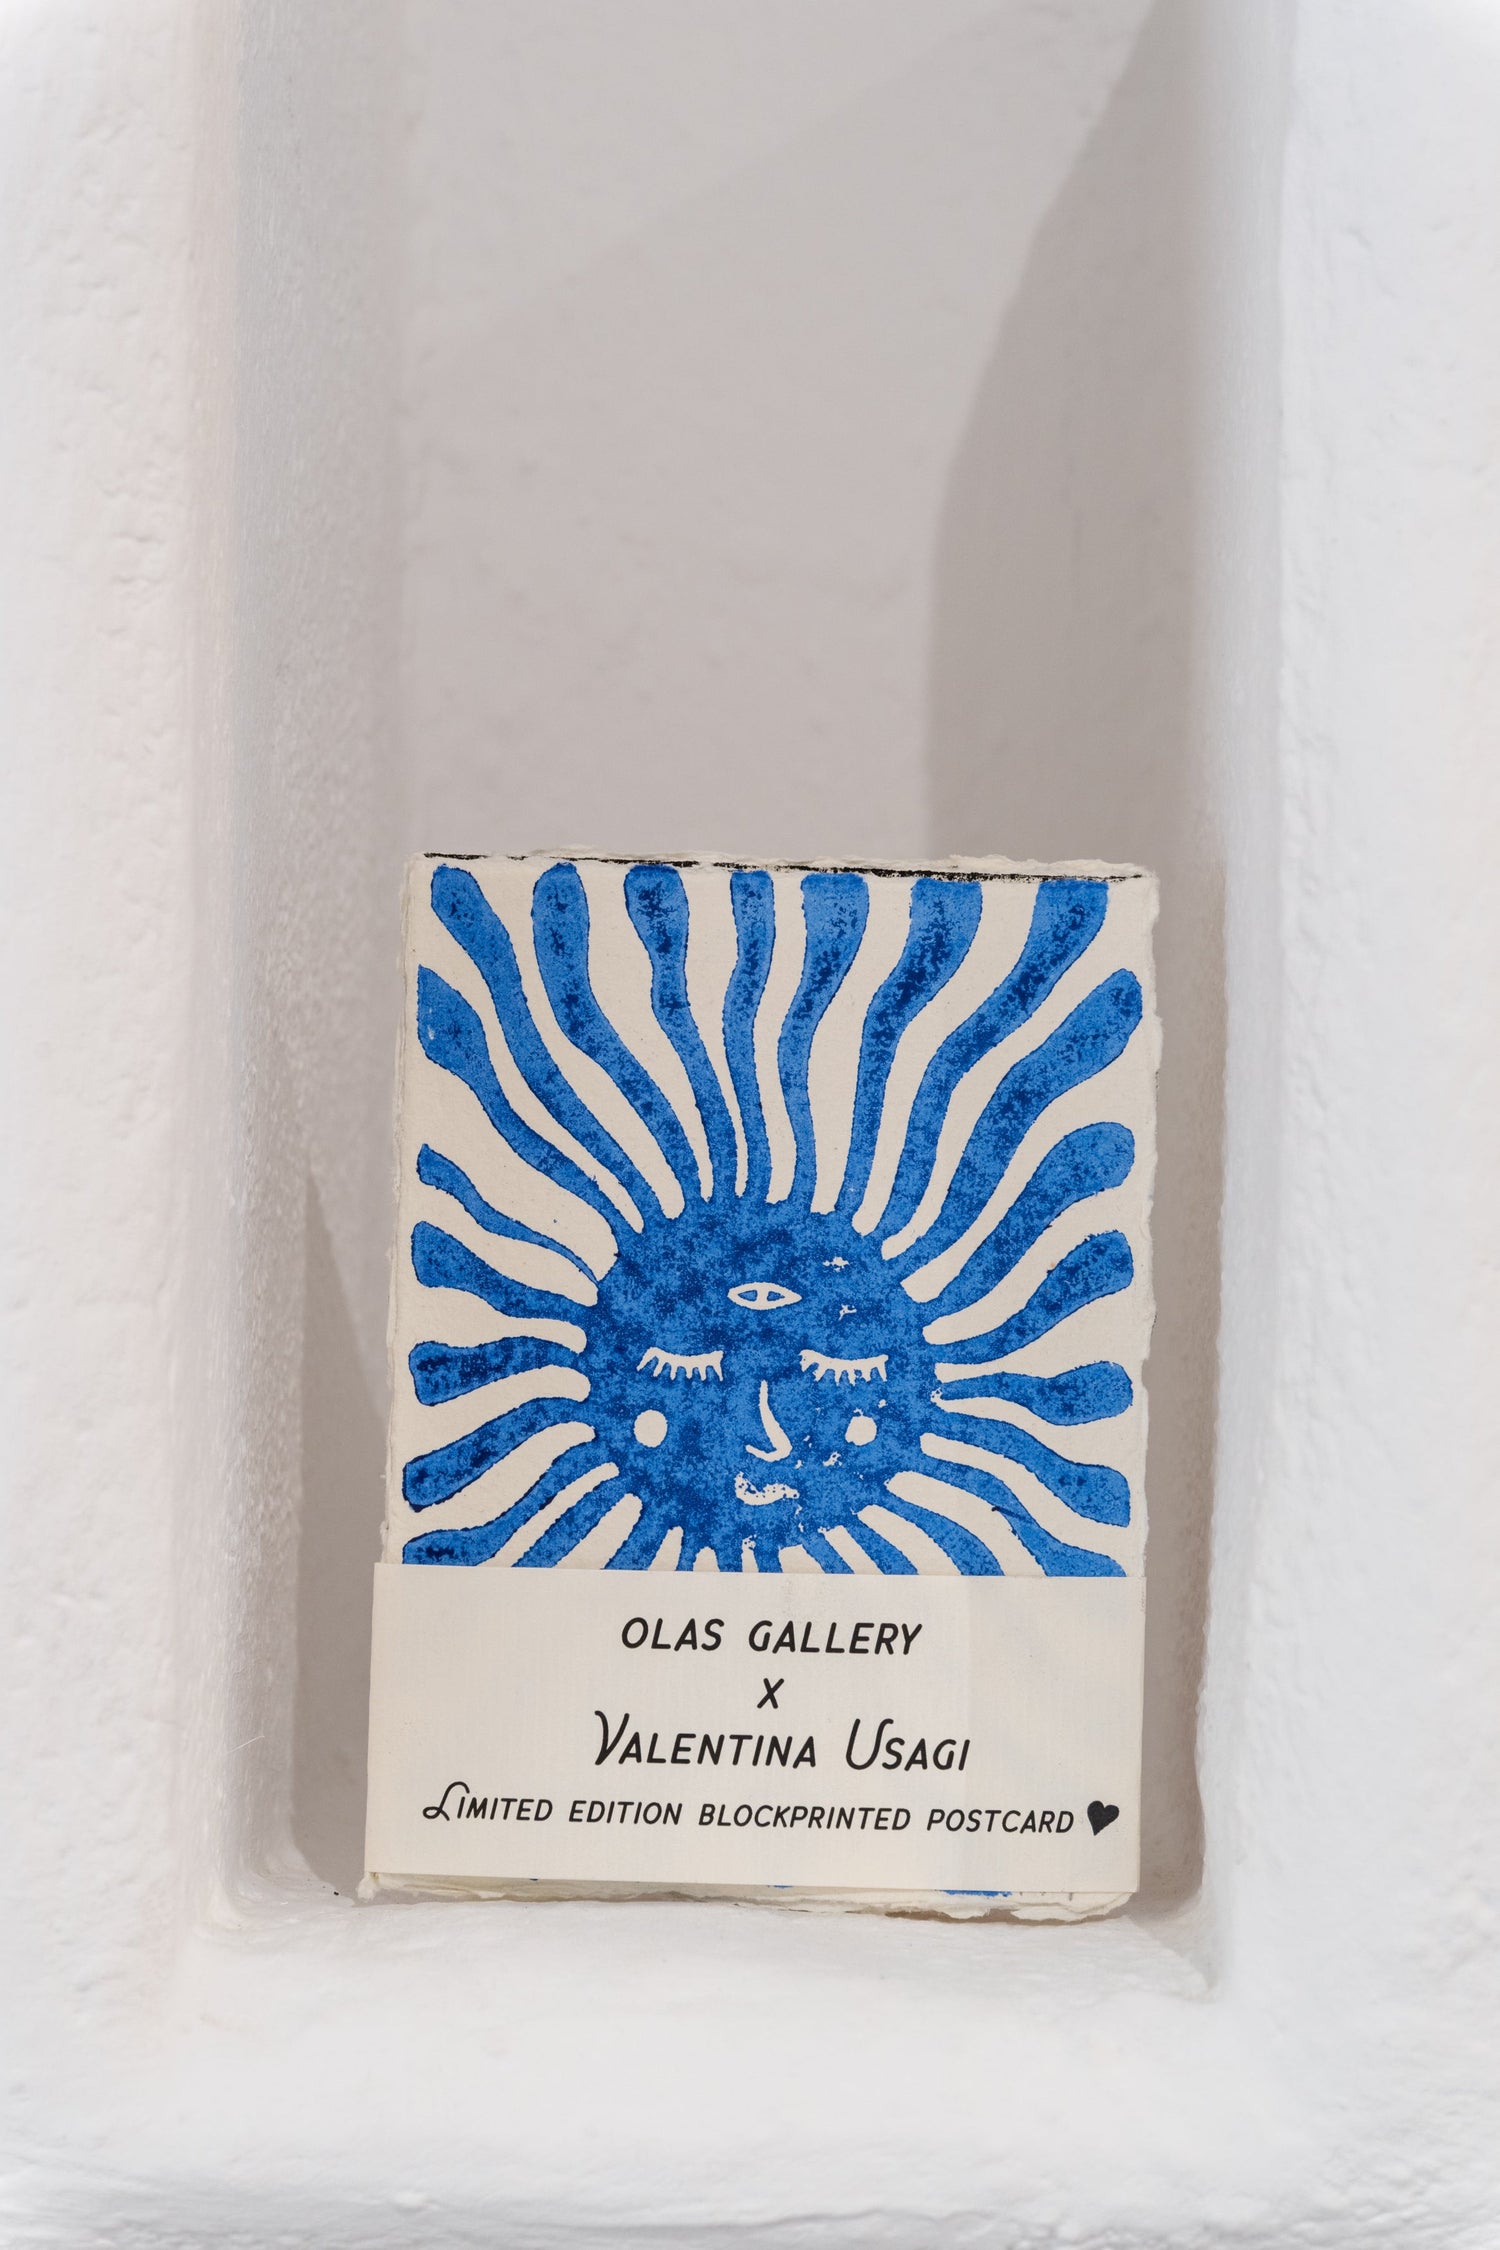 OLAS GALLERY
X
VALENTINA USAGI
LIMITED EDITION BLOCKPRINTED POSTCARD ♥